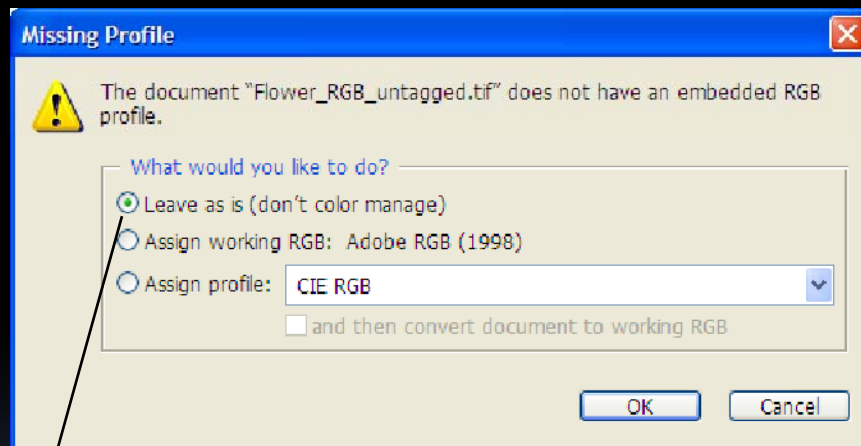 Missing Profile
The document "Flower_RGB_untagged.tif" does not have an embedded RGB
profile.
What would you like to do?
Leave as is (don't color manage)
Assign working RGB: Adobe RGB (1998)
Assign profile: CIE RGB
and then convert document to working RGB
OK Cancel